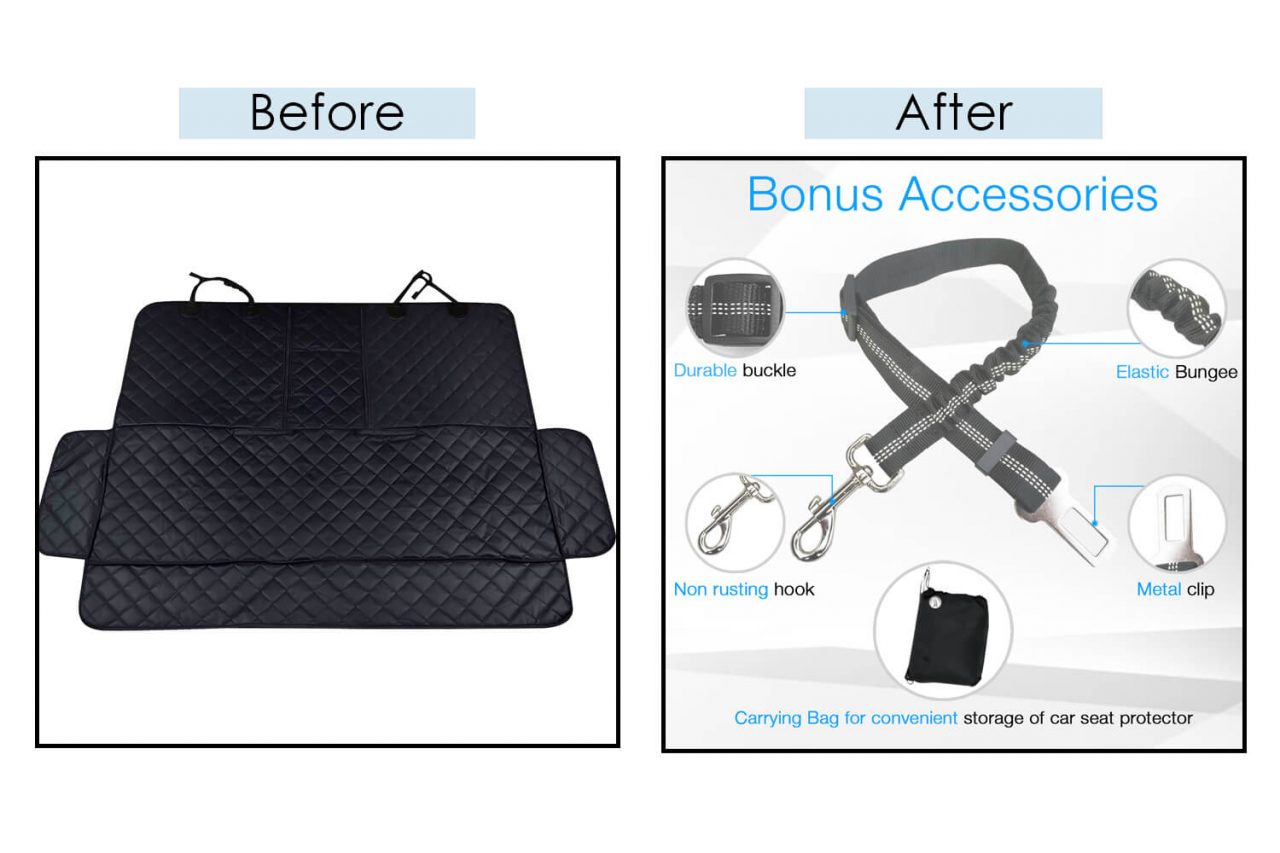 Before
After
Bonus Accessories
Durable buckle
Elastic Bungee
Non rusting hook
Metal clip
Carrying Bag for convenient storage of car seat protector